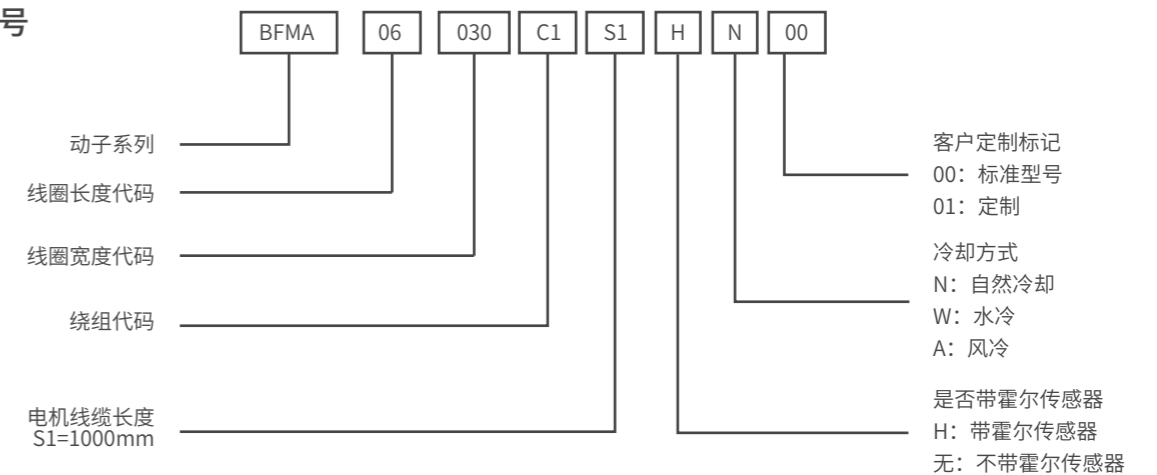 号
BFMA 06 030 C1 S1 H N 00
动子系列
线圈长度代码
线圈宽度代码
绕组代码
电机线缆长度
S1=1000mm
客户定制标记
00：标准型号
01：定制
冷却方式
N：自然冷却
W：水冷
A：风冷
是否带霍尔传感器
H：带霍尔传感器
无：不带霍尔传感器